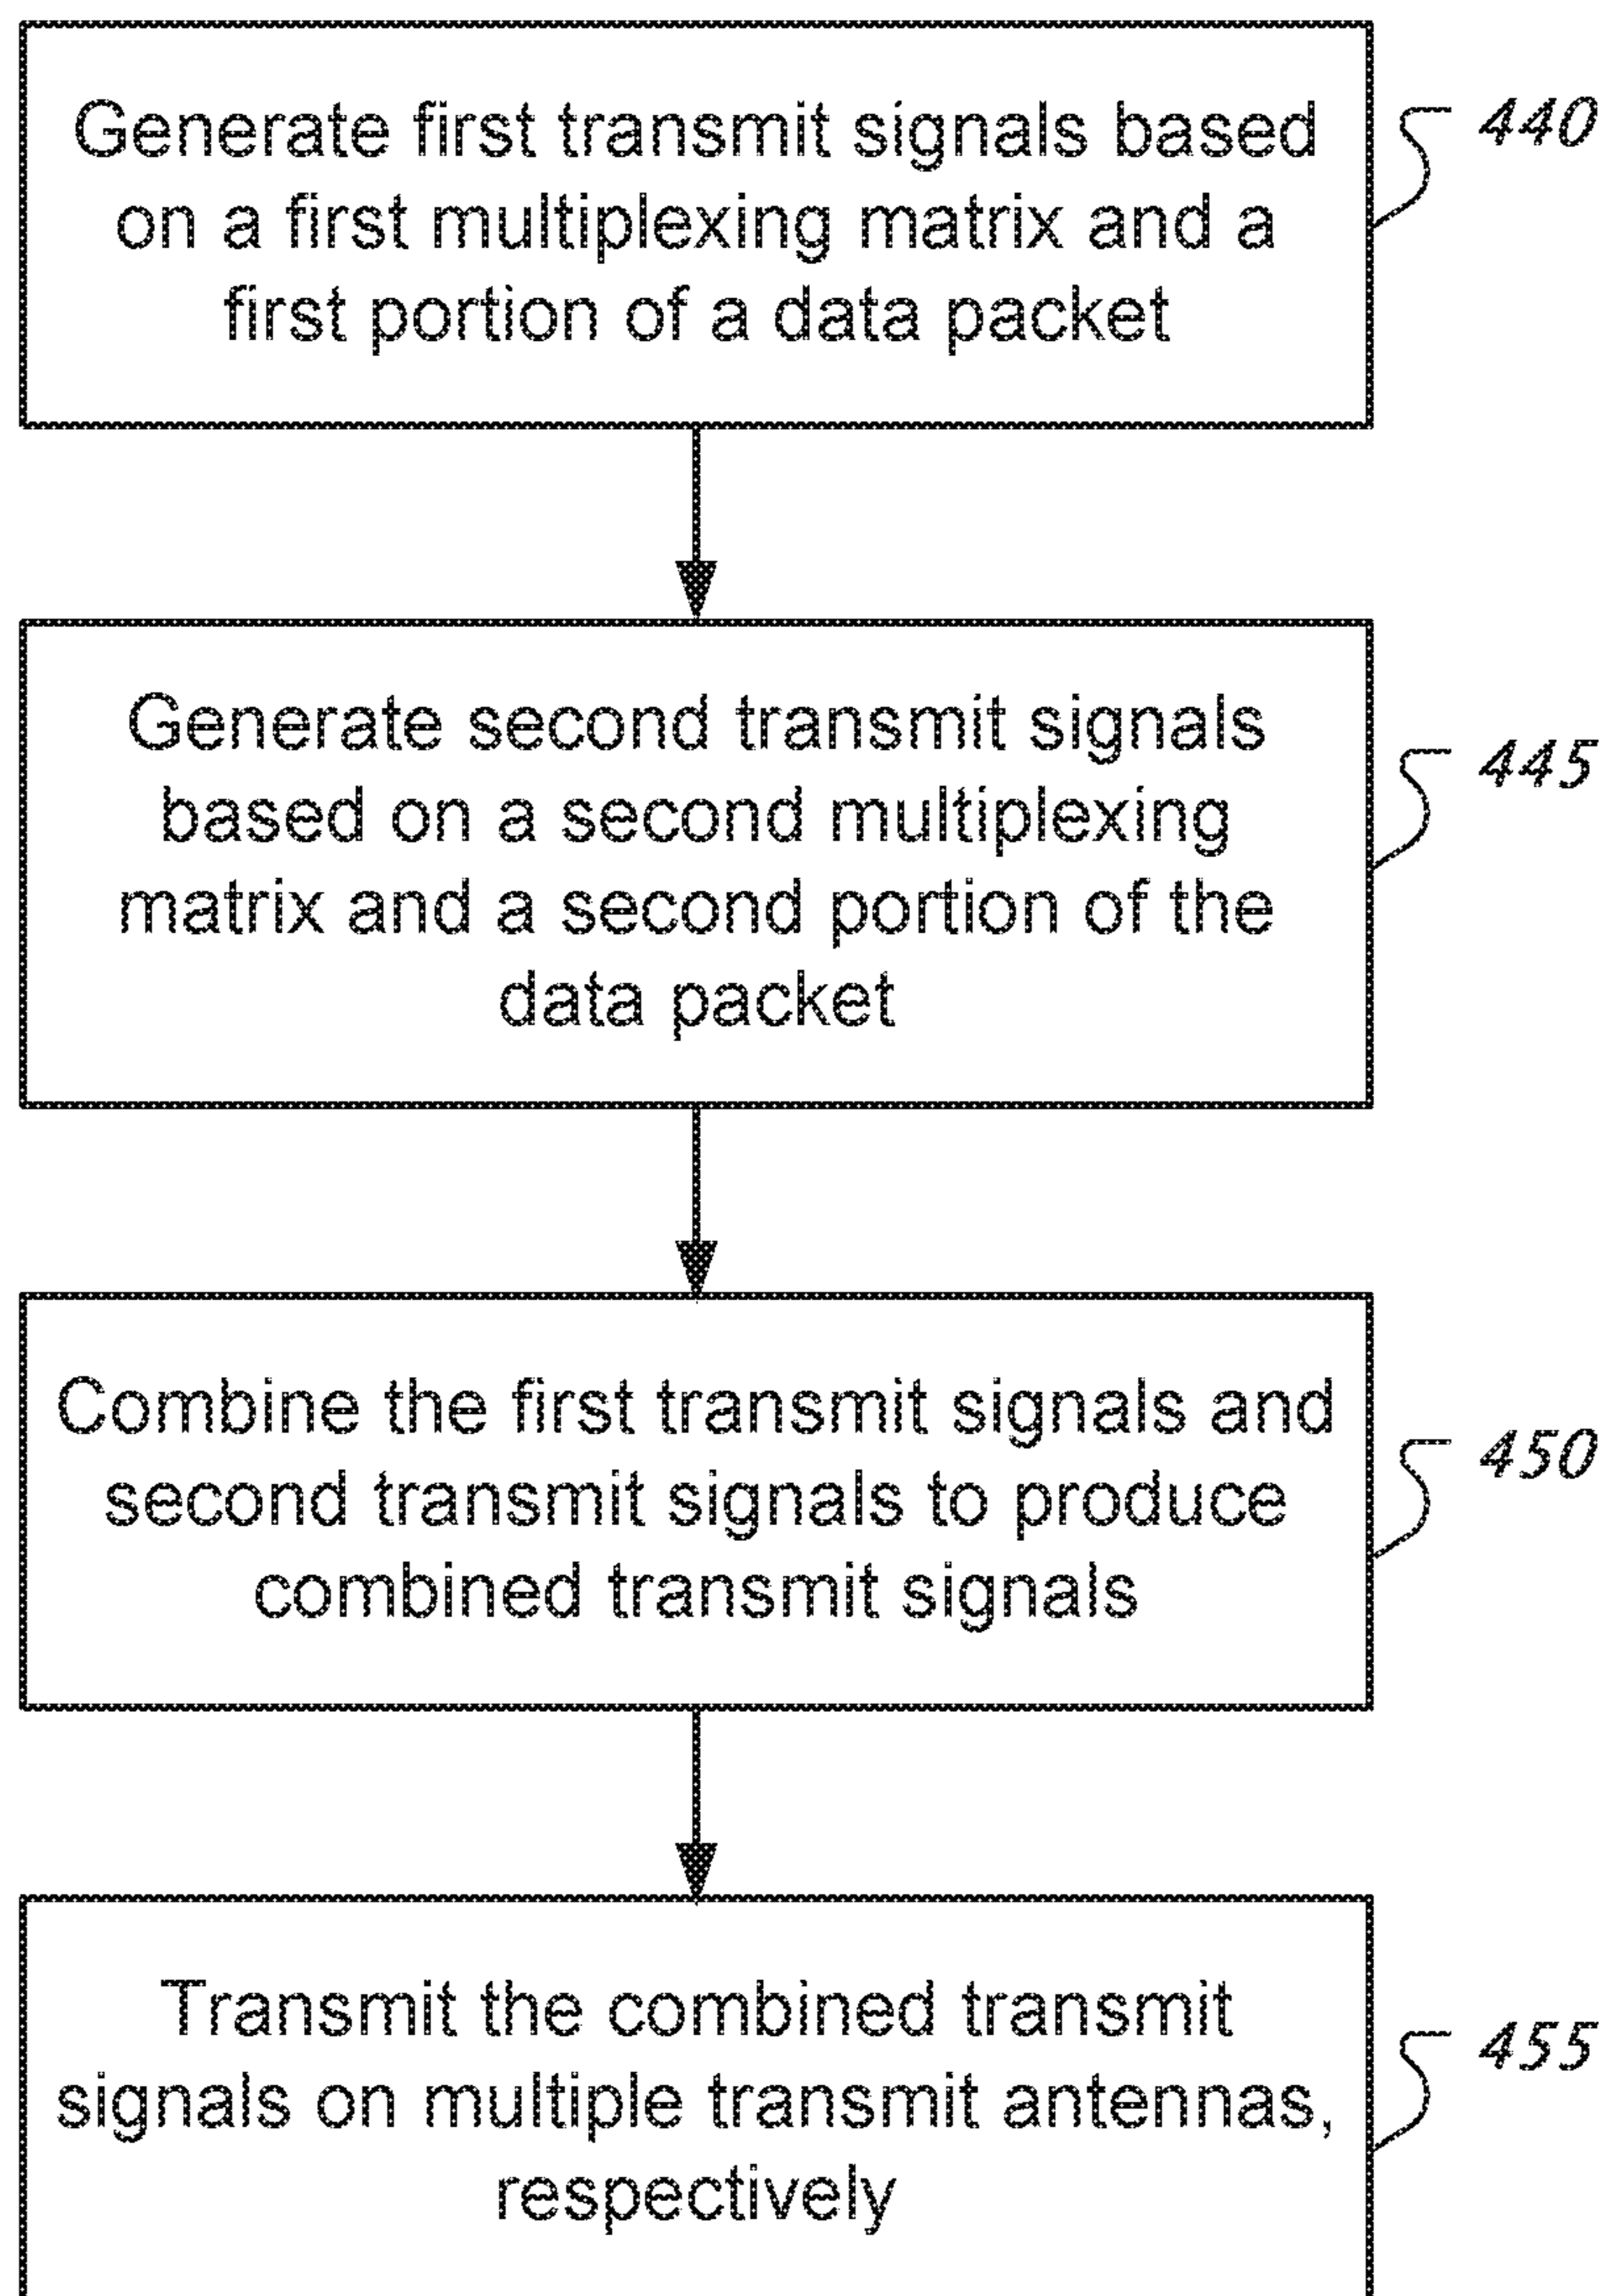 Generate first transmit signals based
on a first multiplexing matrix and a
first portion of a data packet
440
Generate second transmit signals
based on a second multiplexing
matrix and a second portion of the
data packet
445
Combine the first transmit signals and
second transmit signals to produce
combined transmit signals
450
Transmit the combined transmit
signals on multiple transmit antennas,
respectively
455